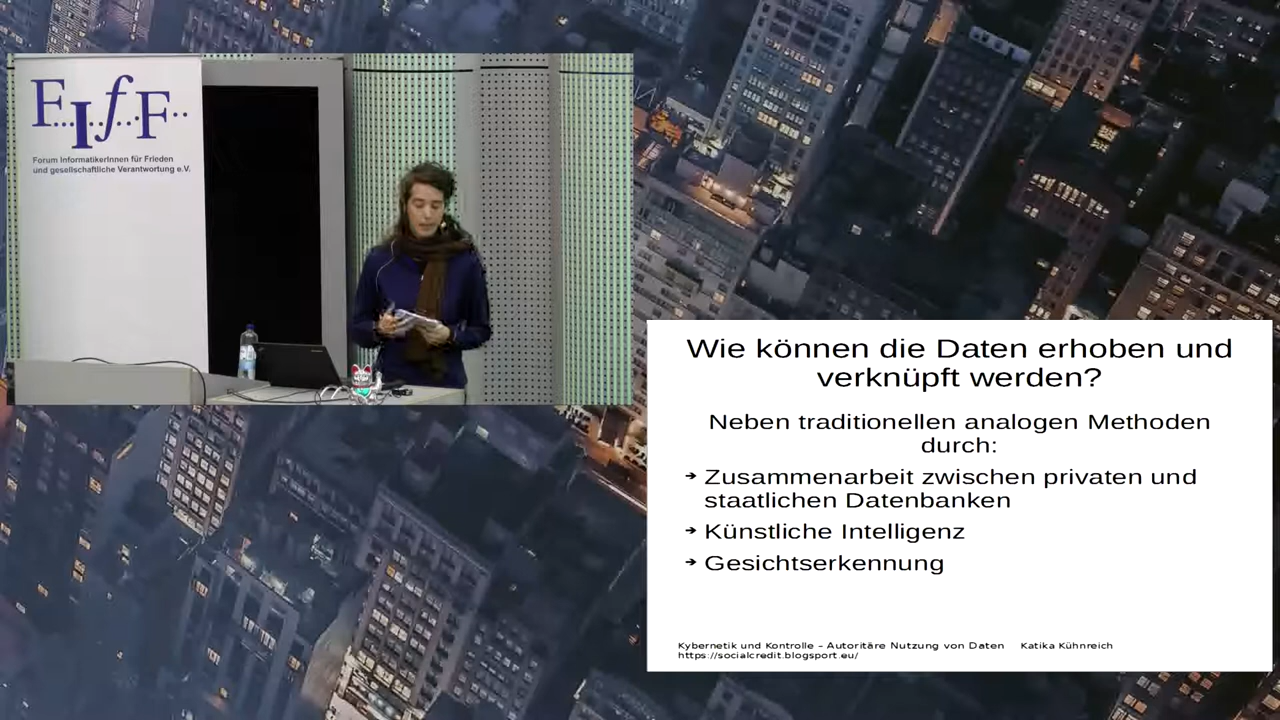 F..I..f..F..
Forum InformatikerInnen für Frieden
und gesellschaftliche Verantwortung e.V.
Wie können die Daten erhoben und
verknüpft werden?
Neben traditionellen analogen Methoden
durch:
➔ Zusammenarbeit zwischen privaten und
staatlichen Datenbanken
➔ Künstliche Intelligenz
➔ Gesichtserkennung
Kybernetik und Kontrolle – Autoritäre Nutzung von Daten Katika Kühnreich
https://socialcredit.blogsport.eu/